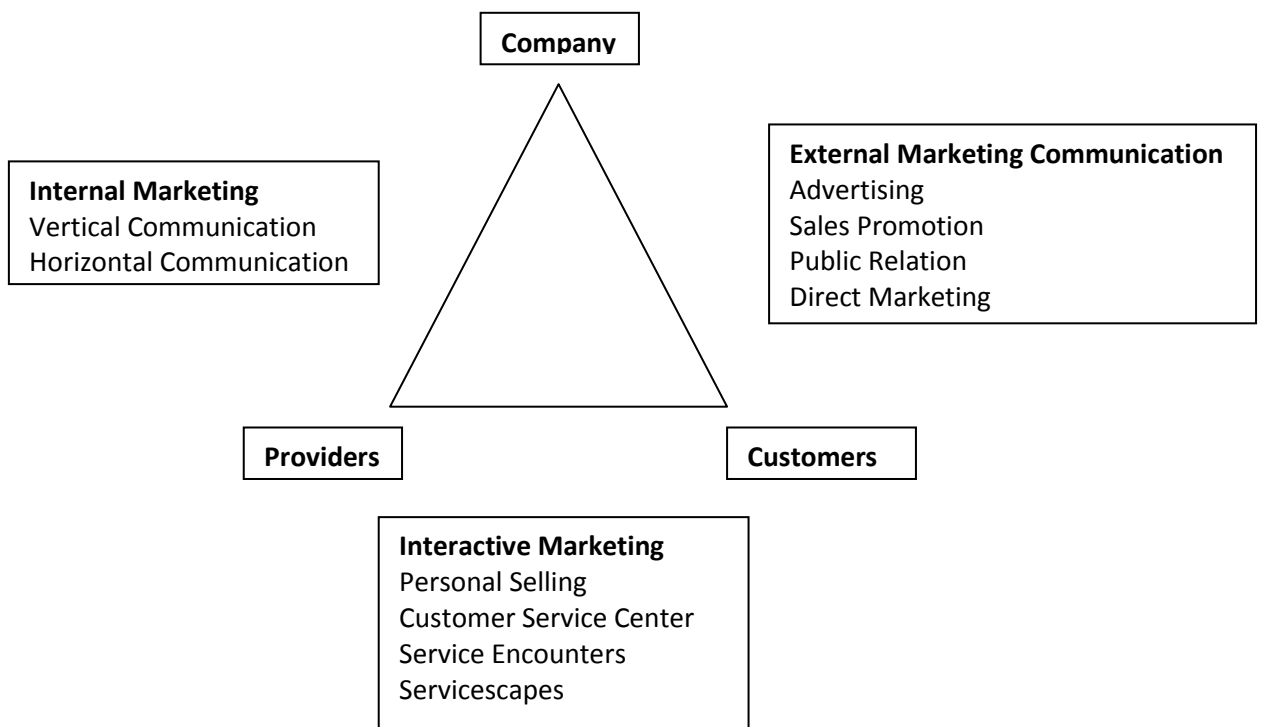 Company
Internal Marketing
Vertical Communication
Horizontal Communication
External Marketing Communication
Advertising
Sales Promotion
Public Relation
Direct Marketing
Providers
Customers
Interactive Marketing
Personal Selling
Customer Service Center
Service Encounters
Servicescapes